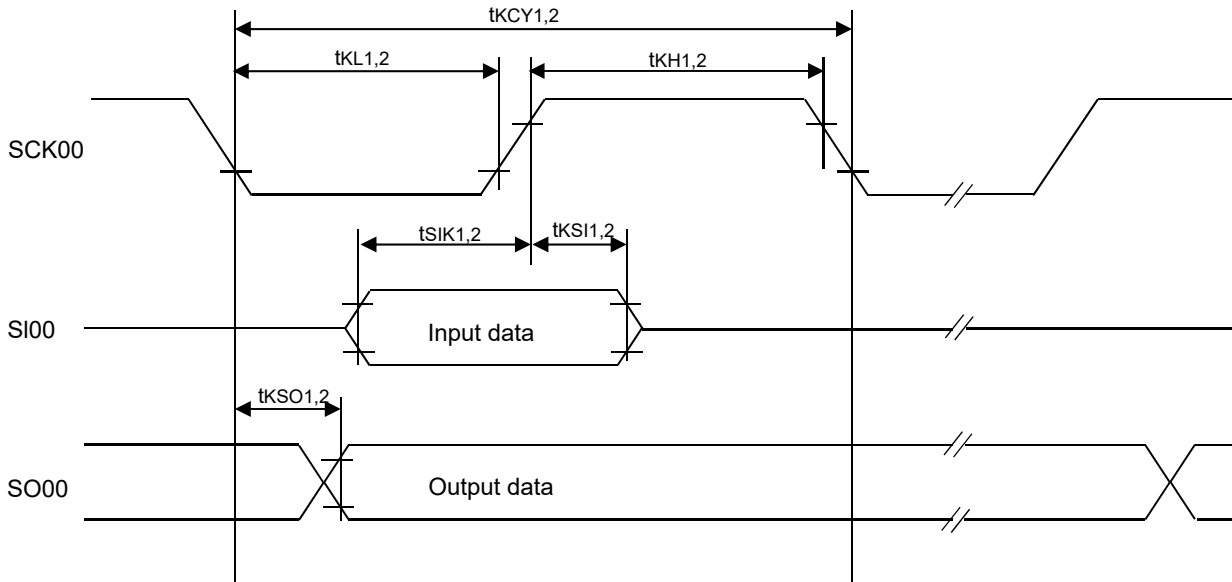 tKCY1,2
tKL1,2
tKH1,2
SCK00
tSIK1,2
tKSI1,2
SI00
Input data
tKSO1,2
SO00
Output data